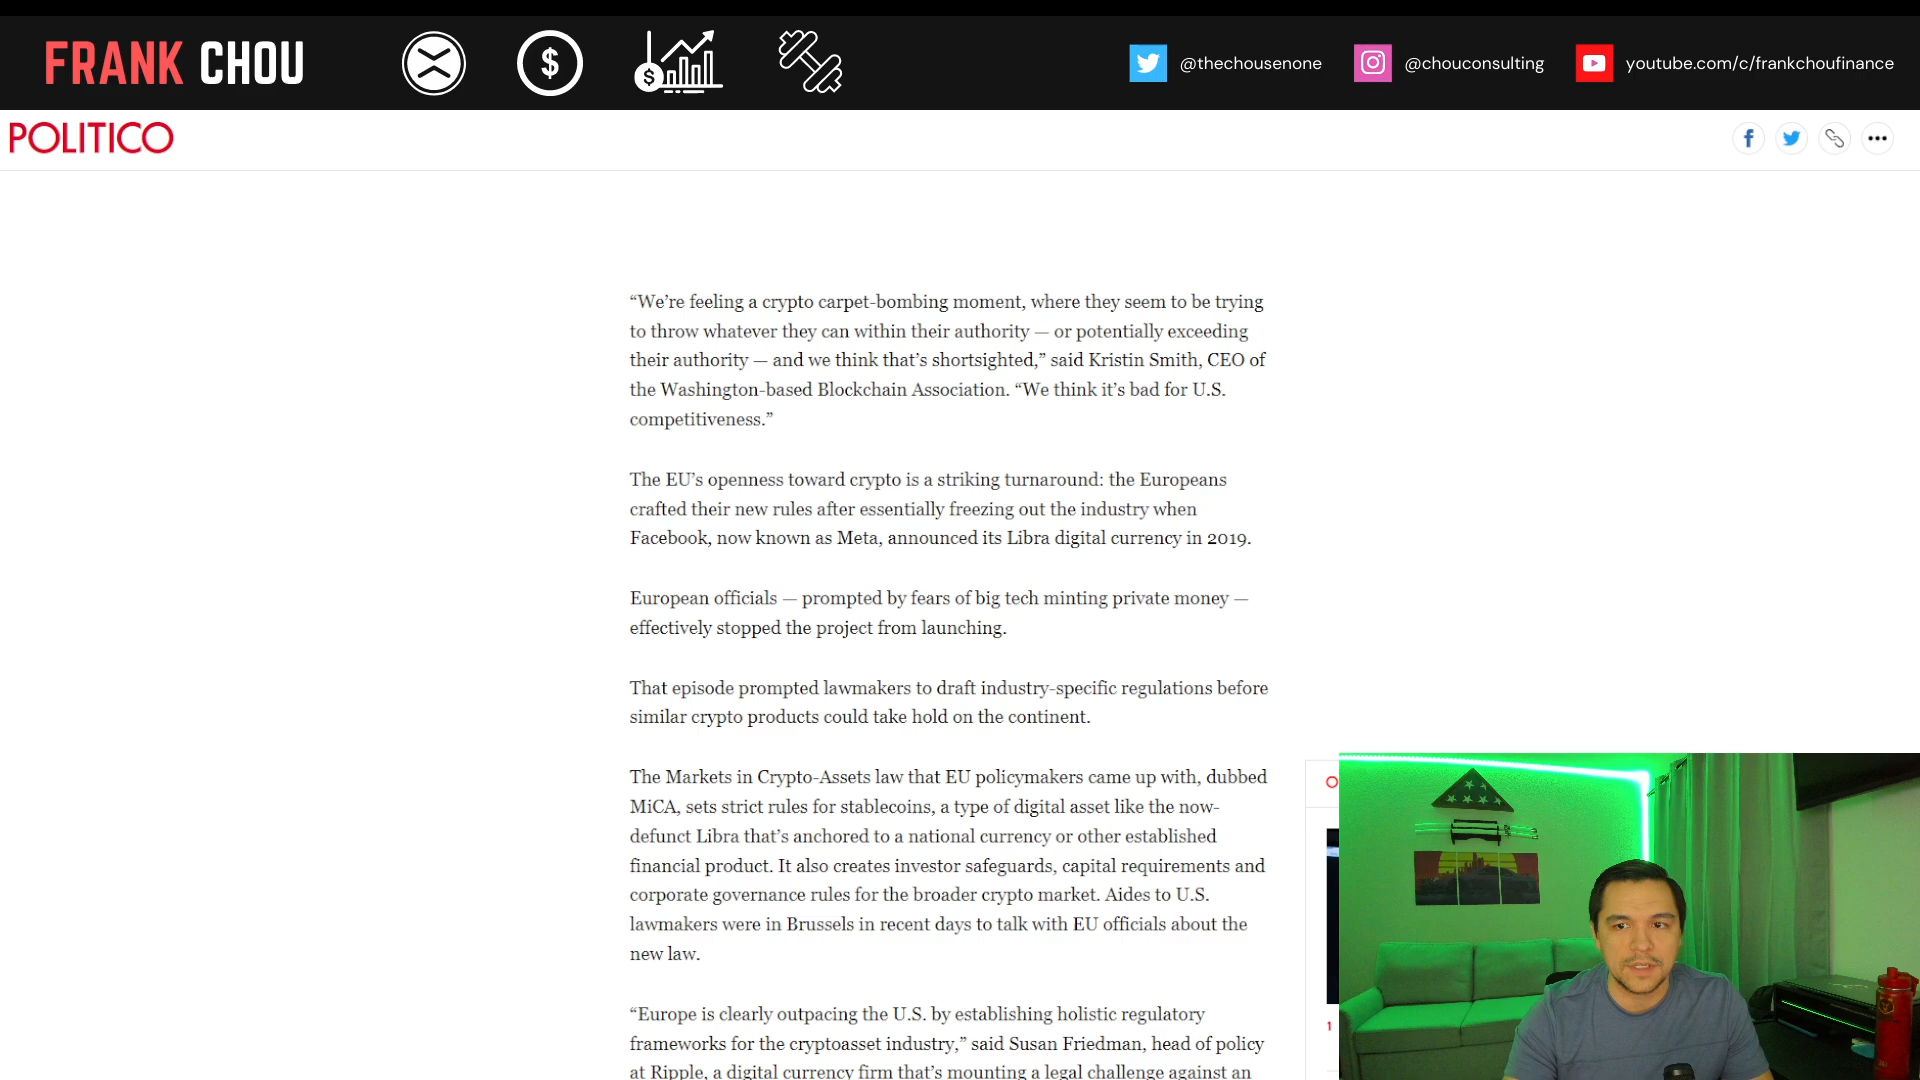 FRANK CHOU
@thechousenone
@chouconsulting
youtube.com/c/frankchoufinance
POLITICO
“We’re feeling a crypto carpet-bombing moment, where they seem to be trying
to throw whatever they can within their authority — or potentially exceeding
their authority — and we think that’s shortsighted,” said Kristin Smith, CEO of
the Washington-based Blockchain Association. “We think it’s bad for U.S.
competitiveness.”
The EU’s openness toward crypto is a striking turnaround: the Europeans
crafted their new rules after essentially freezing out the industry when
Facebook, now known as Meta, announced its Libra digital currency in 2019.
European officials — prompted by fears of big tech minting private money —
effectively stopped the project from launching.
That episode prompted lawmakers to draft industry-specific regulations before
similar crypto products could take hold on the continent.
The Markets in Crypto-Assets law that EU policymakers came up with, dubbed
MiCA, sets strict rules for stablecoins, a type of digital asset like the now-
defunct Libra that’s anchored to a national currency or other established
financial product. It also creates investor safeguards, capital requirements and
corporate governance rules for the broader crypto market. Aides to U.S.
lawmakers were in Brussels in recent days to talk with EU officials about the
new law.
“Europe is clearly outpacing the U.S. by establishing holistic regulatory
frameworks for the cryptoasset industry,” said Susan Friedman, head of policy
at Ripple, a digital currency firm that’s mounting a legal challenge against an
1